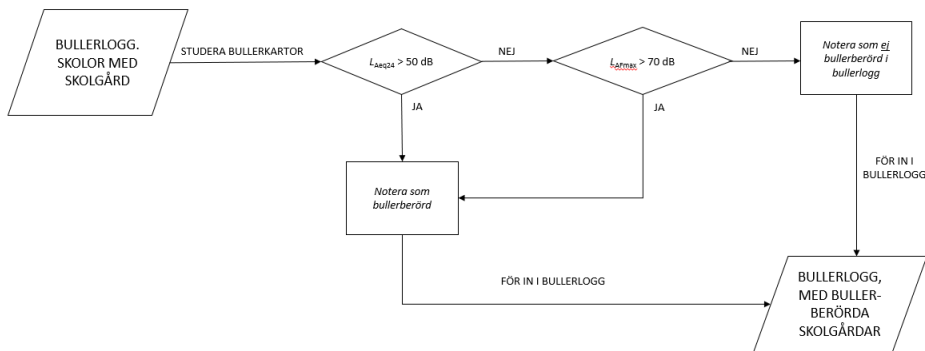 BULLERLOGG.
SKOLOR MED
SKOLGÅRD
STUDERA BULLERKARTOR
LAeq24 > 50 dB
NEJ
LAFmax > 70 dB
NEJ
Notera som ej
bullerberörd i
bullerlogg
JA
JA
Notera som
bullerberörd
FÖR IN I
BULLERLOGG
FÖR IN I BULLERLOGG
BULLERLOGG,
MED BULLER-
BERÖRDA
SKOLGÅRDAR